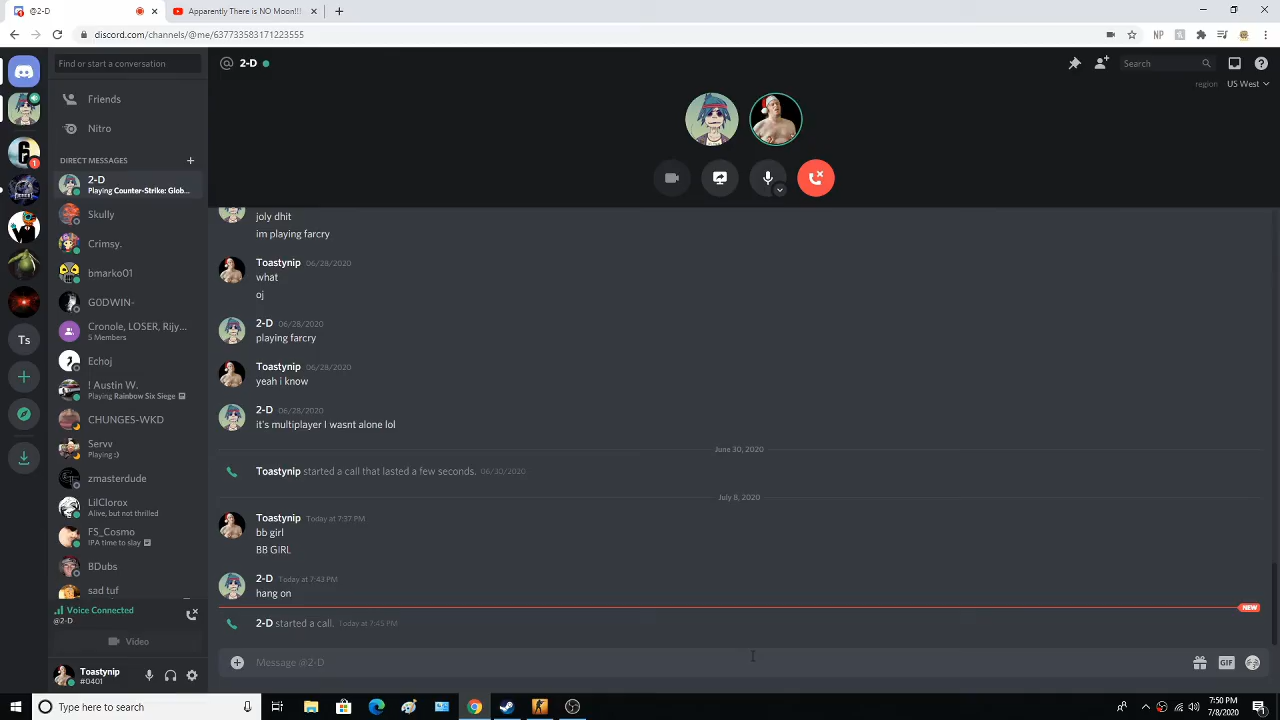 @2-D
Apparently There is NO Moon!!!
discord.com/channels/@me/637733583171223555
NP
Find or start a conversation
@ 2-D
Search
region US West
Friends
Nitro
DIRECT MESSAGES
2-D
Playing Counter-Strike: Glob...
Skully
Crimsy.
bmarko01
G0DWIN-
Cronole, LOSER, Rijy...
5 Members
Echoj
! Austin W.
Playing Rainbow Six Siege
CHUNGES-WKD
Servv
Playing :)
zmasterdude
LilClorox
Alive, but not thrilled
FS_Cosmo
IPA time to slay
BDubs
sad tuf
Voice Connected
@2-D
Video
Toastynip
#0401
1
Ts
joly dhit
im playing farcry
Toastynip 06/28/2020
what
oj
2-D 06/28/2020
playing farcry
Toastynip 06/28/2020
yeah i know
2-D 06/28/2020
it's multiplayer I wasnt alone lol
June 30, 2020
Toastynip started a call that lasted a few seconds. 06/30/2020
July 8, 2020
Toastynip Today at 7:37 PM
bb girl
BB GIRL
2-D Today at 7:43 PM
hang on
NEW
2-D started a call. Today at 7:45 PM
Message @2-D
GIF
Type here to search
7:50 PM
7/8/2020